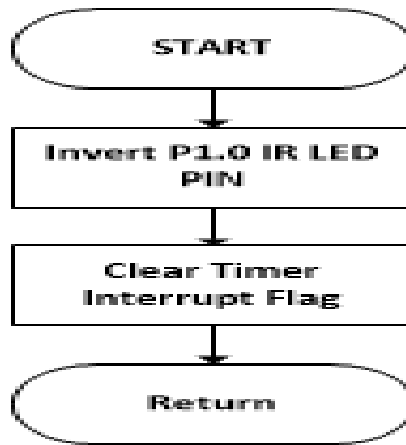 START
Invert P1.0 IR LED
PIN
Clear Timer
Interrupt Flag
Return